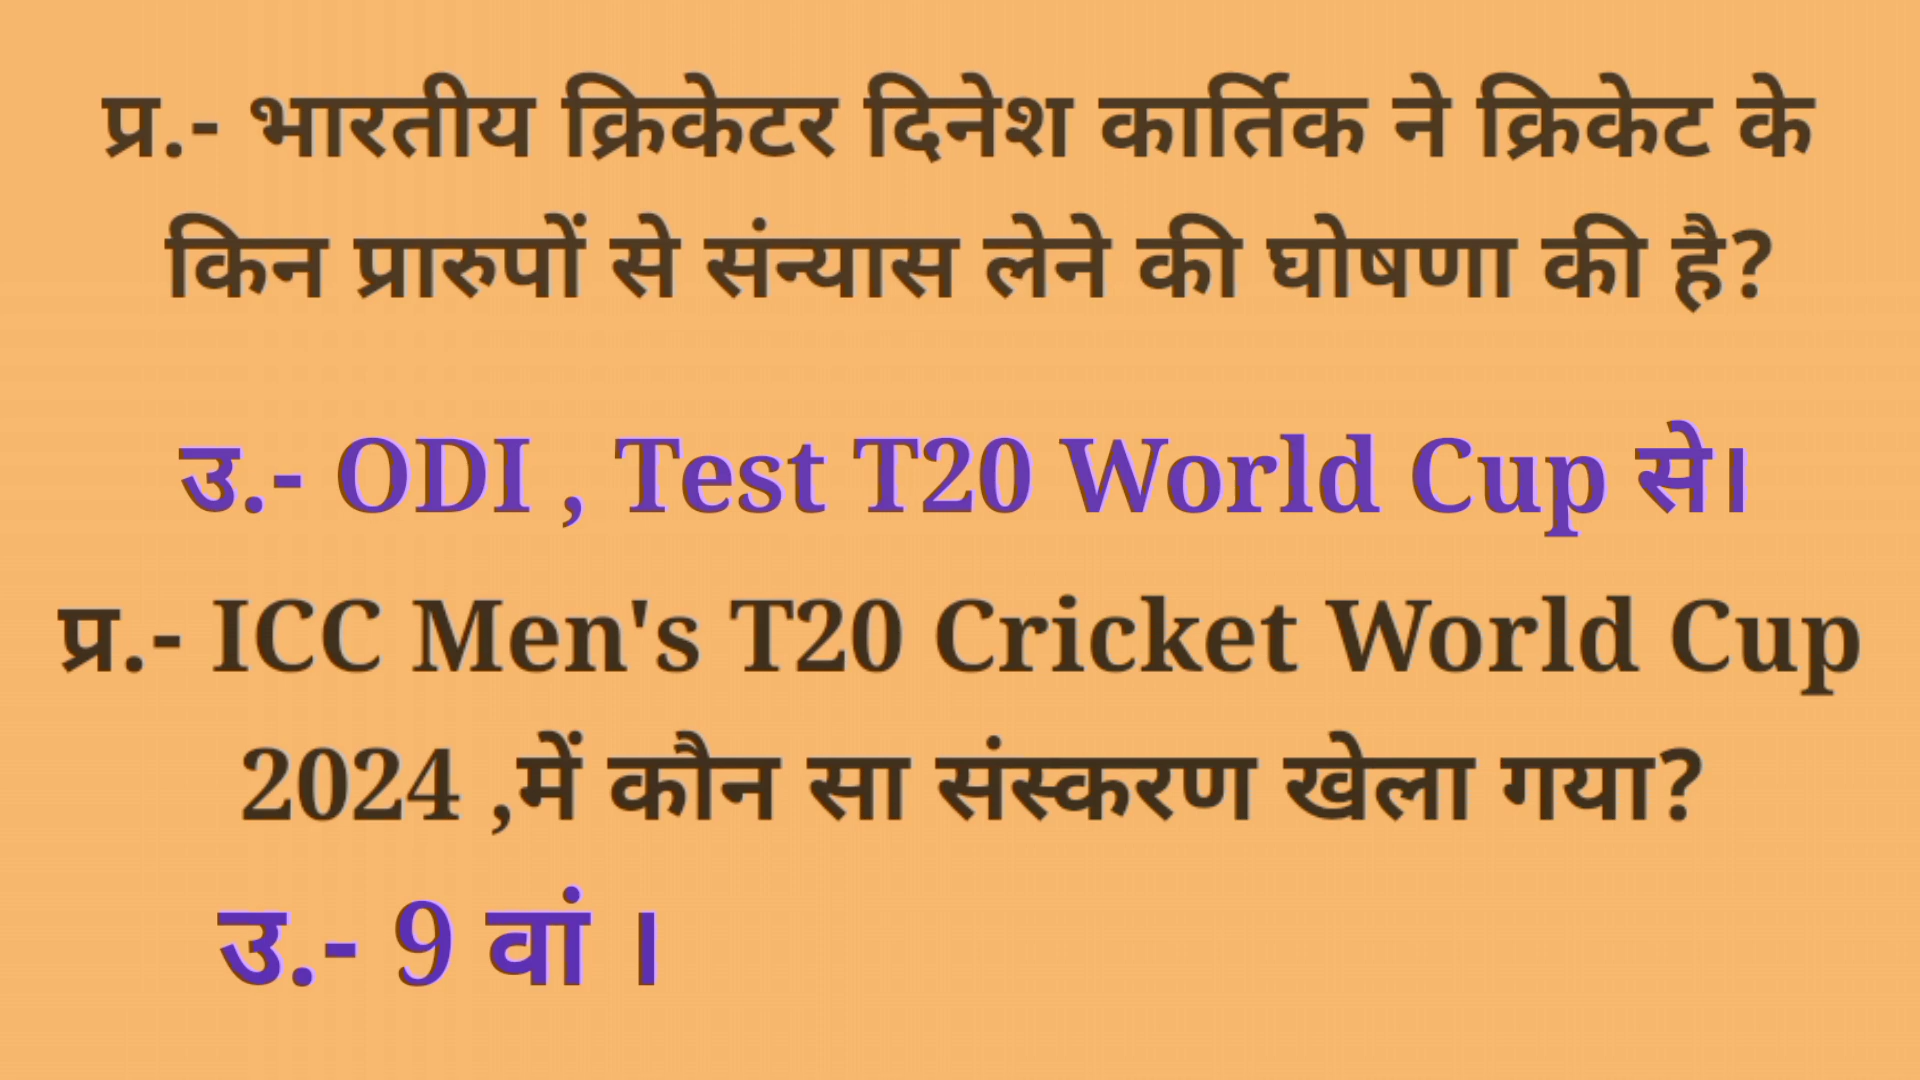 प्र.- भारतीय क्रिकेटर दिनेश कार्तिक ने क्रिकेट के
किन प्रारुपों से संन्यास लेने की घोषणा की है?
उ.- ODI , Test T20 World Cup से।
प्र.- ICC Men's T20 Cricket World Cup
2024 ,में कौन सा संस्करण खेला गया?
उ.- 9 वां ।